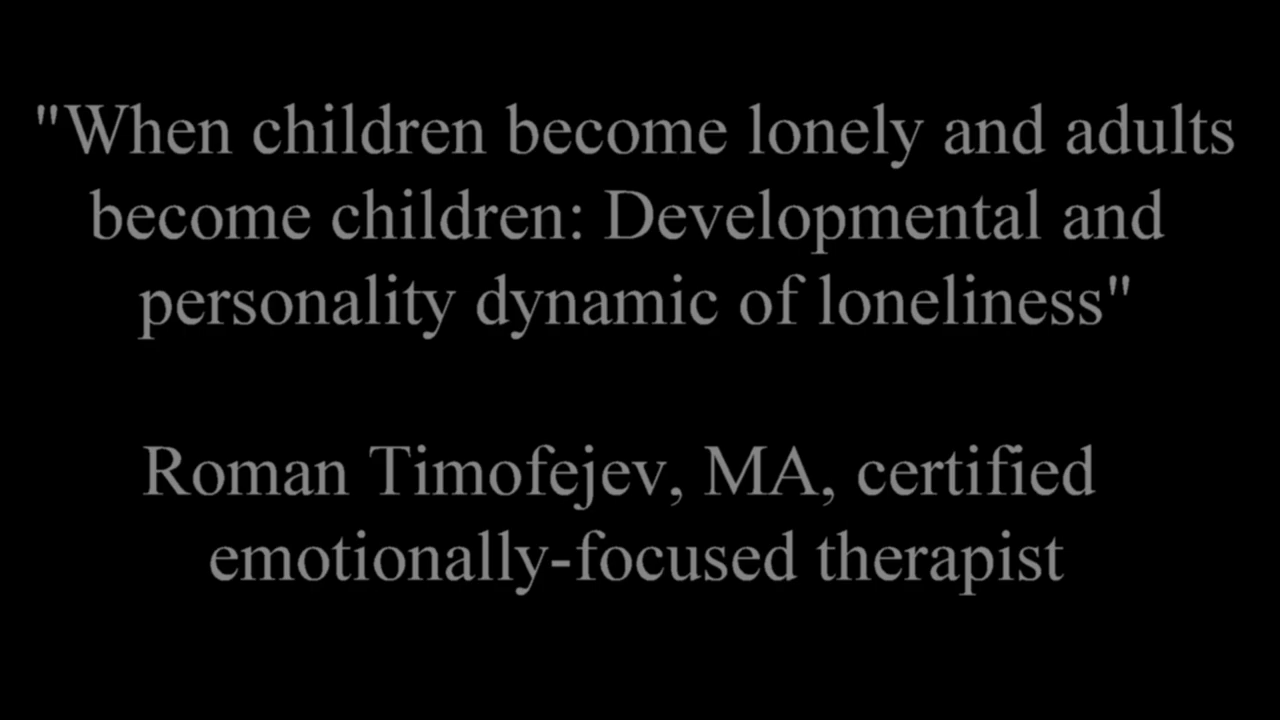 "When children become lonely and adults
become children: Developmental and
personality dynamic of loneliness"
Roman Timofejev, MA, certified
emotionally-focused therapist